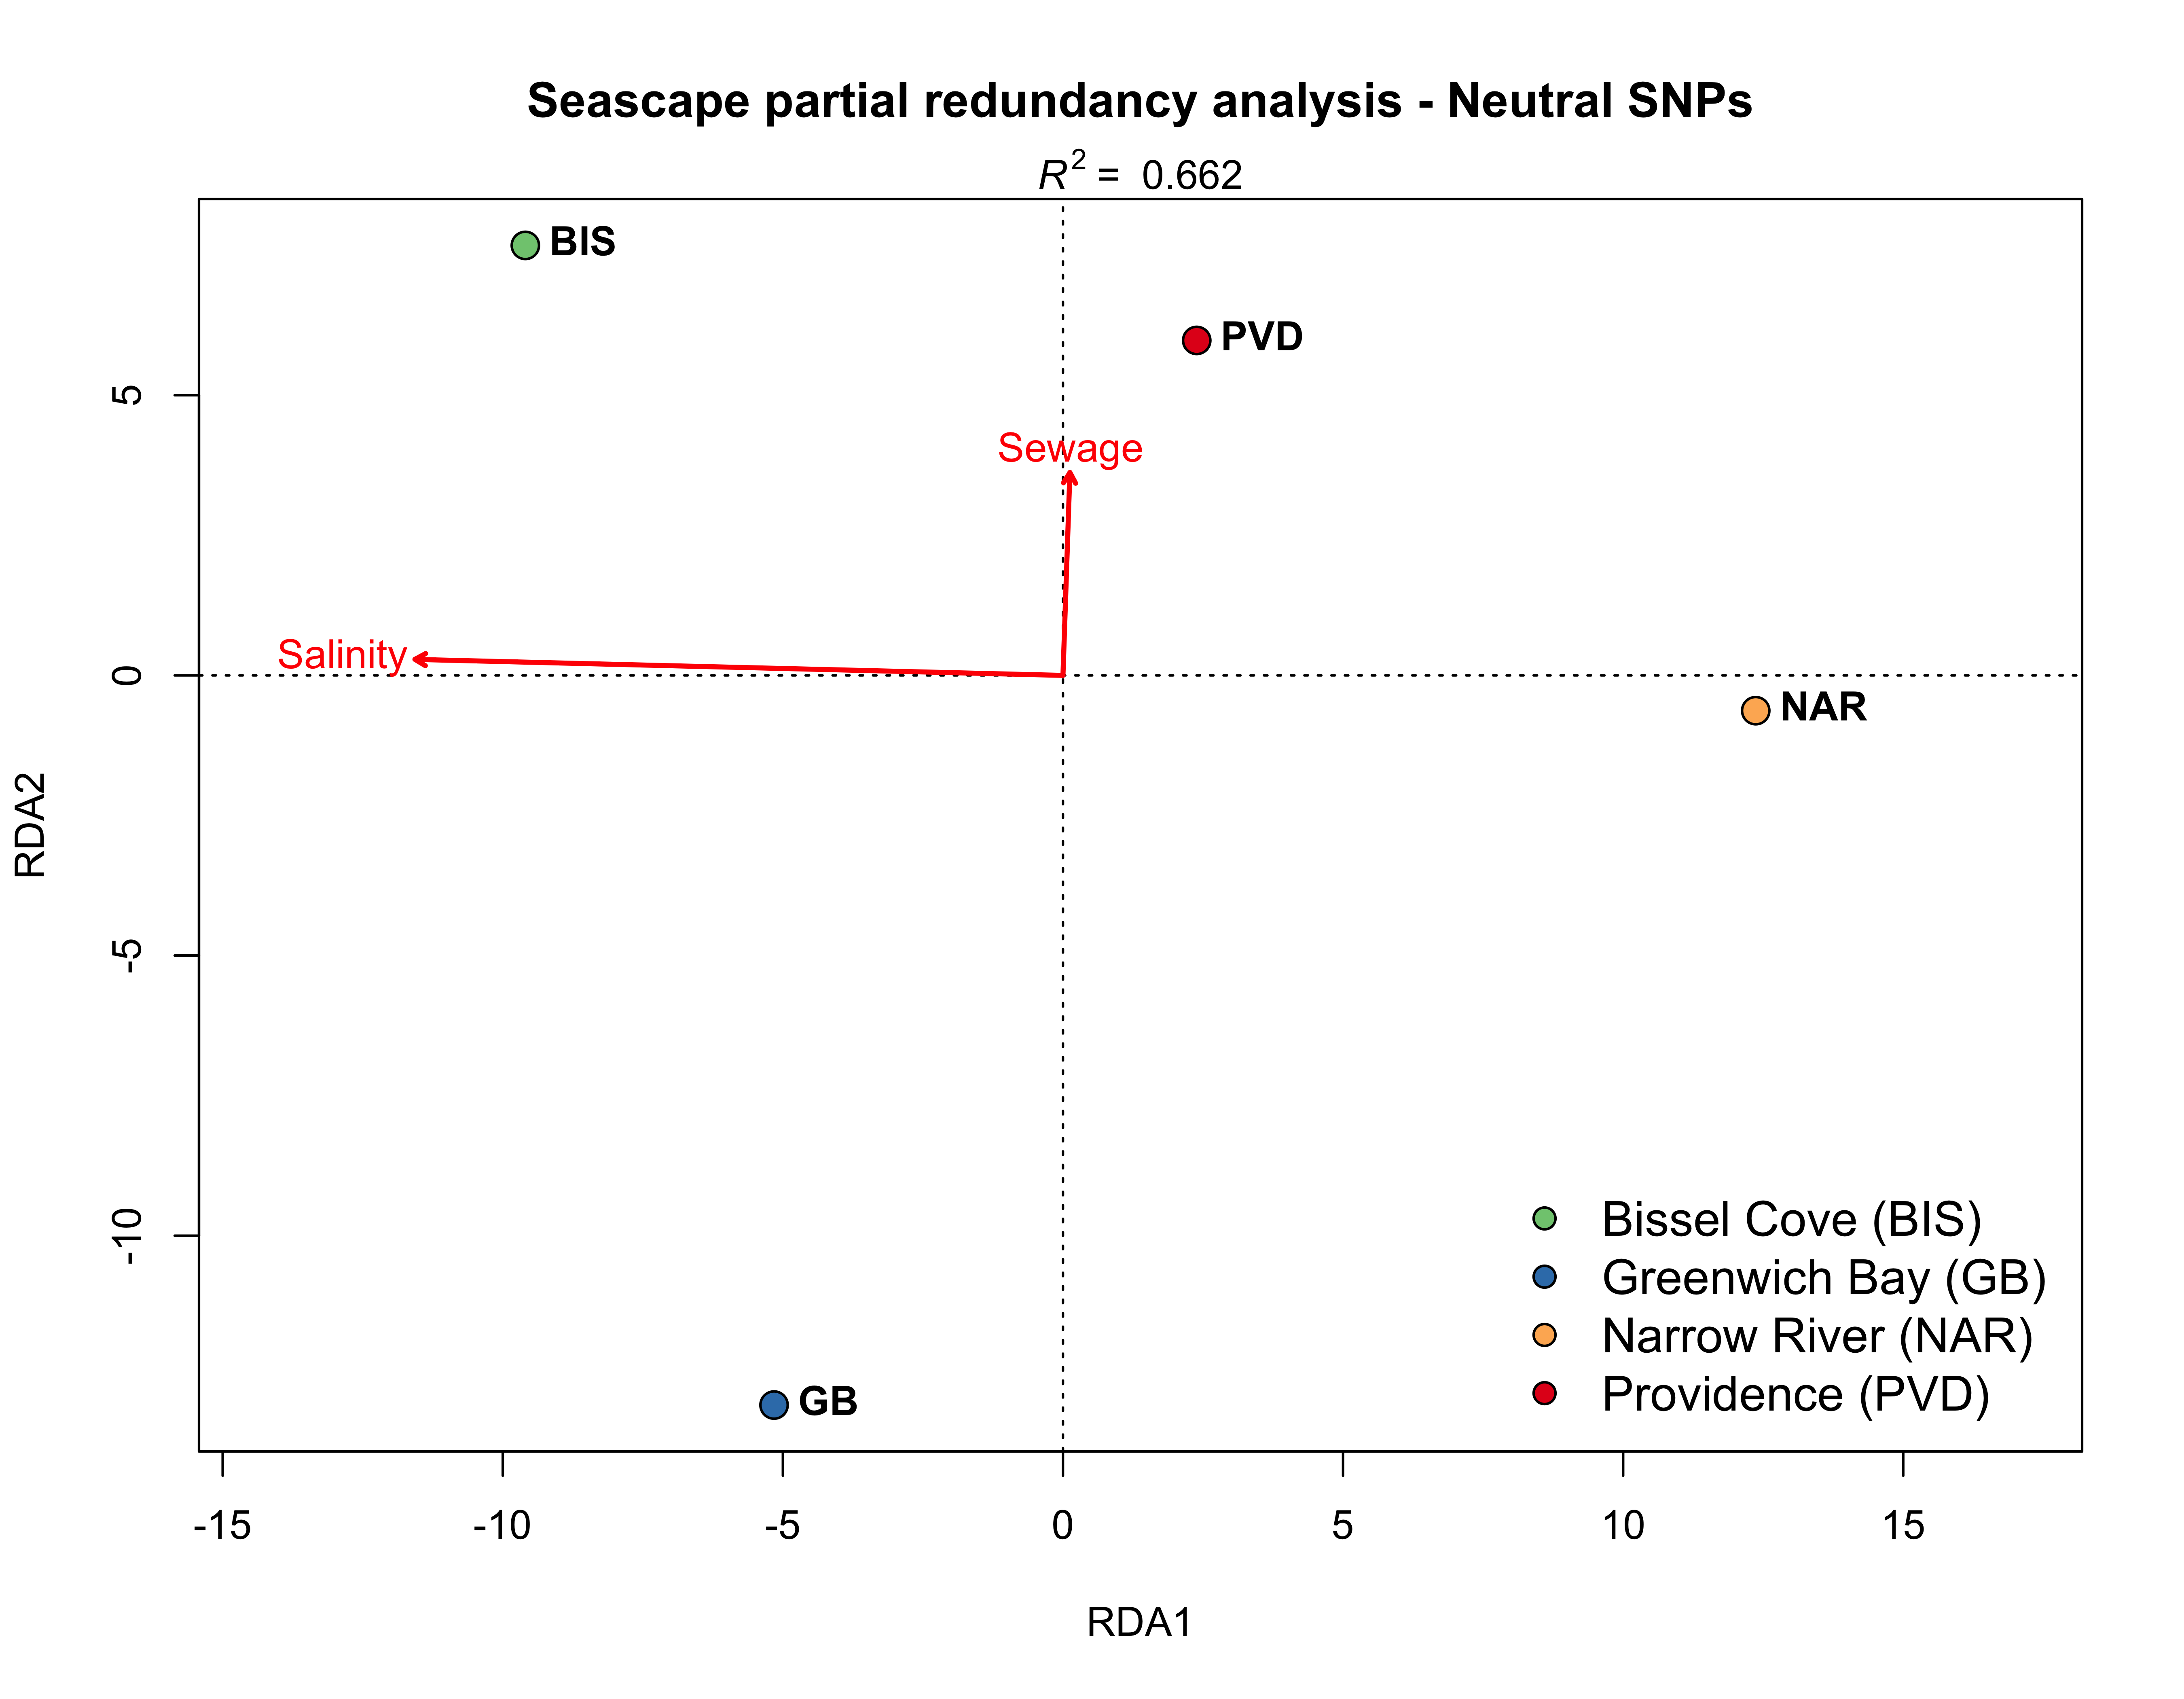 Seascape partial redundancy analysis - Neutral SNPs
R² = 0.662
BIS
PVD
Sewage
Salinity
NAR
GB
RDA2
5
0
-5
-10
Bissel Cove (BIS)
Greenwich Bay (GB)
Narrow River (NAR)
Providence (PVD)
-15 -10 -5 0 5 10 15
RDA1